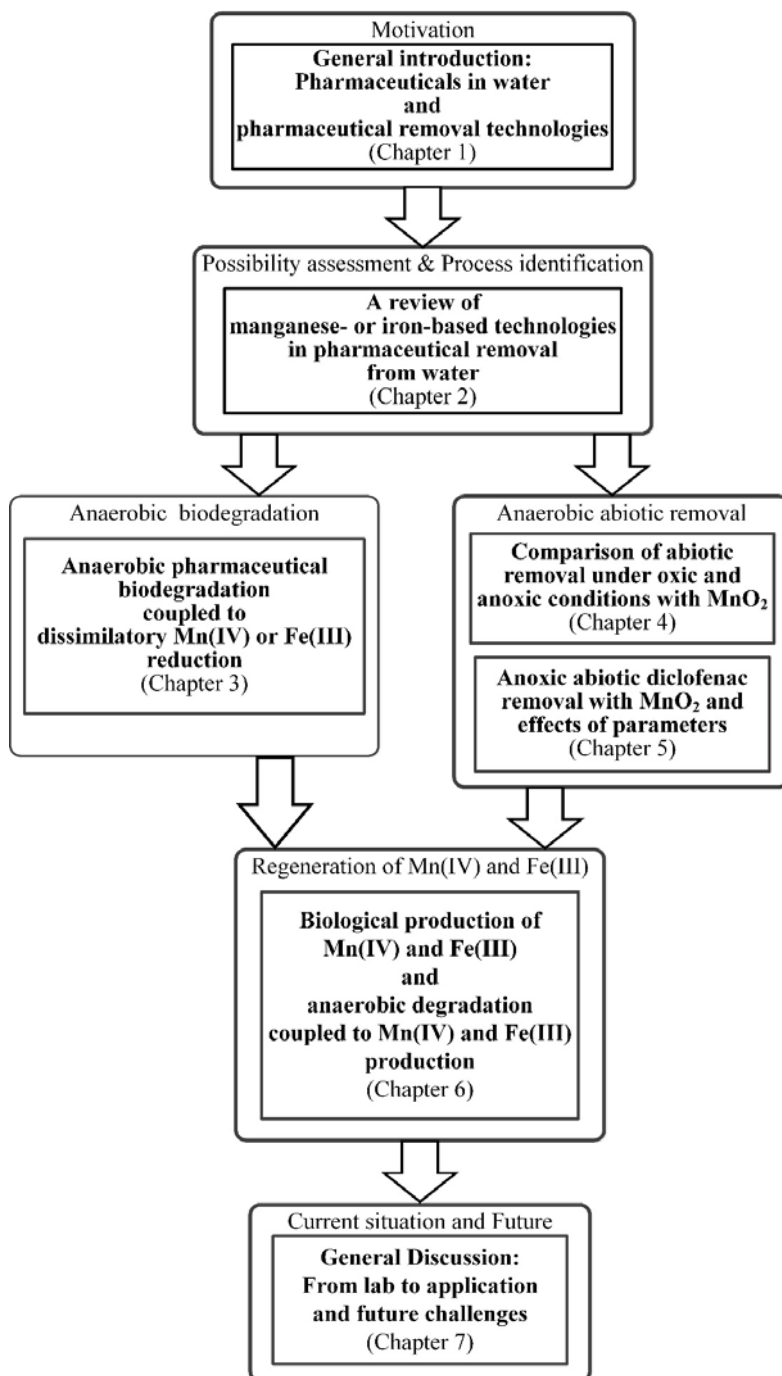 Motivation
General introduction:
Pharmaceuticals in water
and
pharmaceutical removal technologies
(Chapter 1)
Possibility assessment & Process identification
A review of
manganese- or iron-based technologies
in pharmaceutical removal
from water
(Chapter 2)
Anaerobic biodegradation
Anaerobic pharmaceutical
biodegradation
coupled to
dissimilatory Mn(IV) or Fe(III)
reduction
(Chapter 3)
Anaerobic abiotic removal
Comparison of abiotic
removal under oxic and
anoxic conditions with MnO₂
(Chapter 4)
Anoxic abiotic diclofenac
removal with MnO₂ and
effects of parameters
(Chapter 5)
Regeneration of Mn(IV) and Fe(III)
Biological production of
Mn(IV) and Fe(III)
and
anaerobic degradation
coupled to Mn(IV) and Fe(III)
production
(Chapter 6)
Current situation and Future
General Discussion:
From lab to application
and future challenges
(Chapter 7)